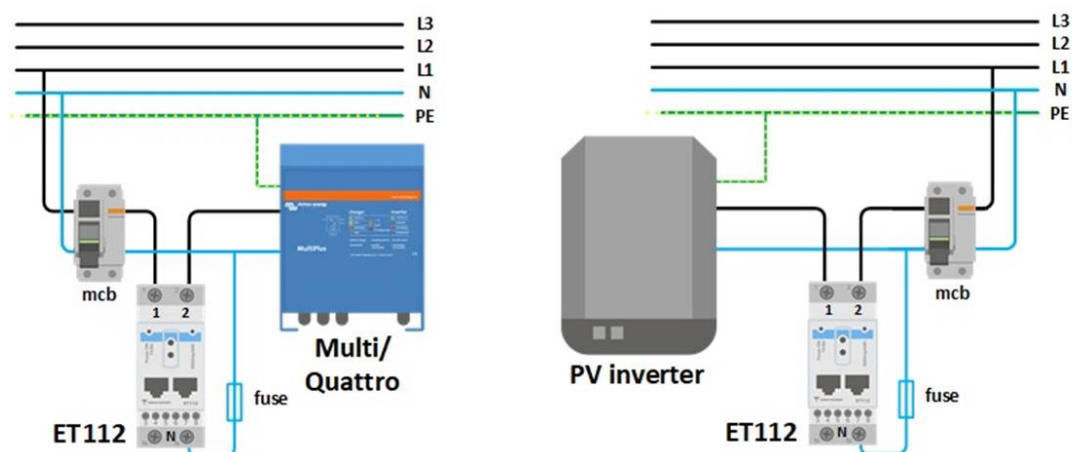 L3
L2
L1
N
PE
mcb
1
2
MultiPlus
Multi/
Quattro
fuse
ET112
N
L3
L2
L1
N
PE
PV inverter
mcb
1
2
fuse
ET112
N